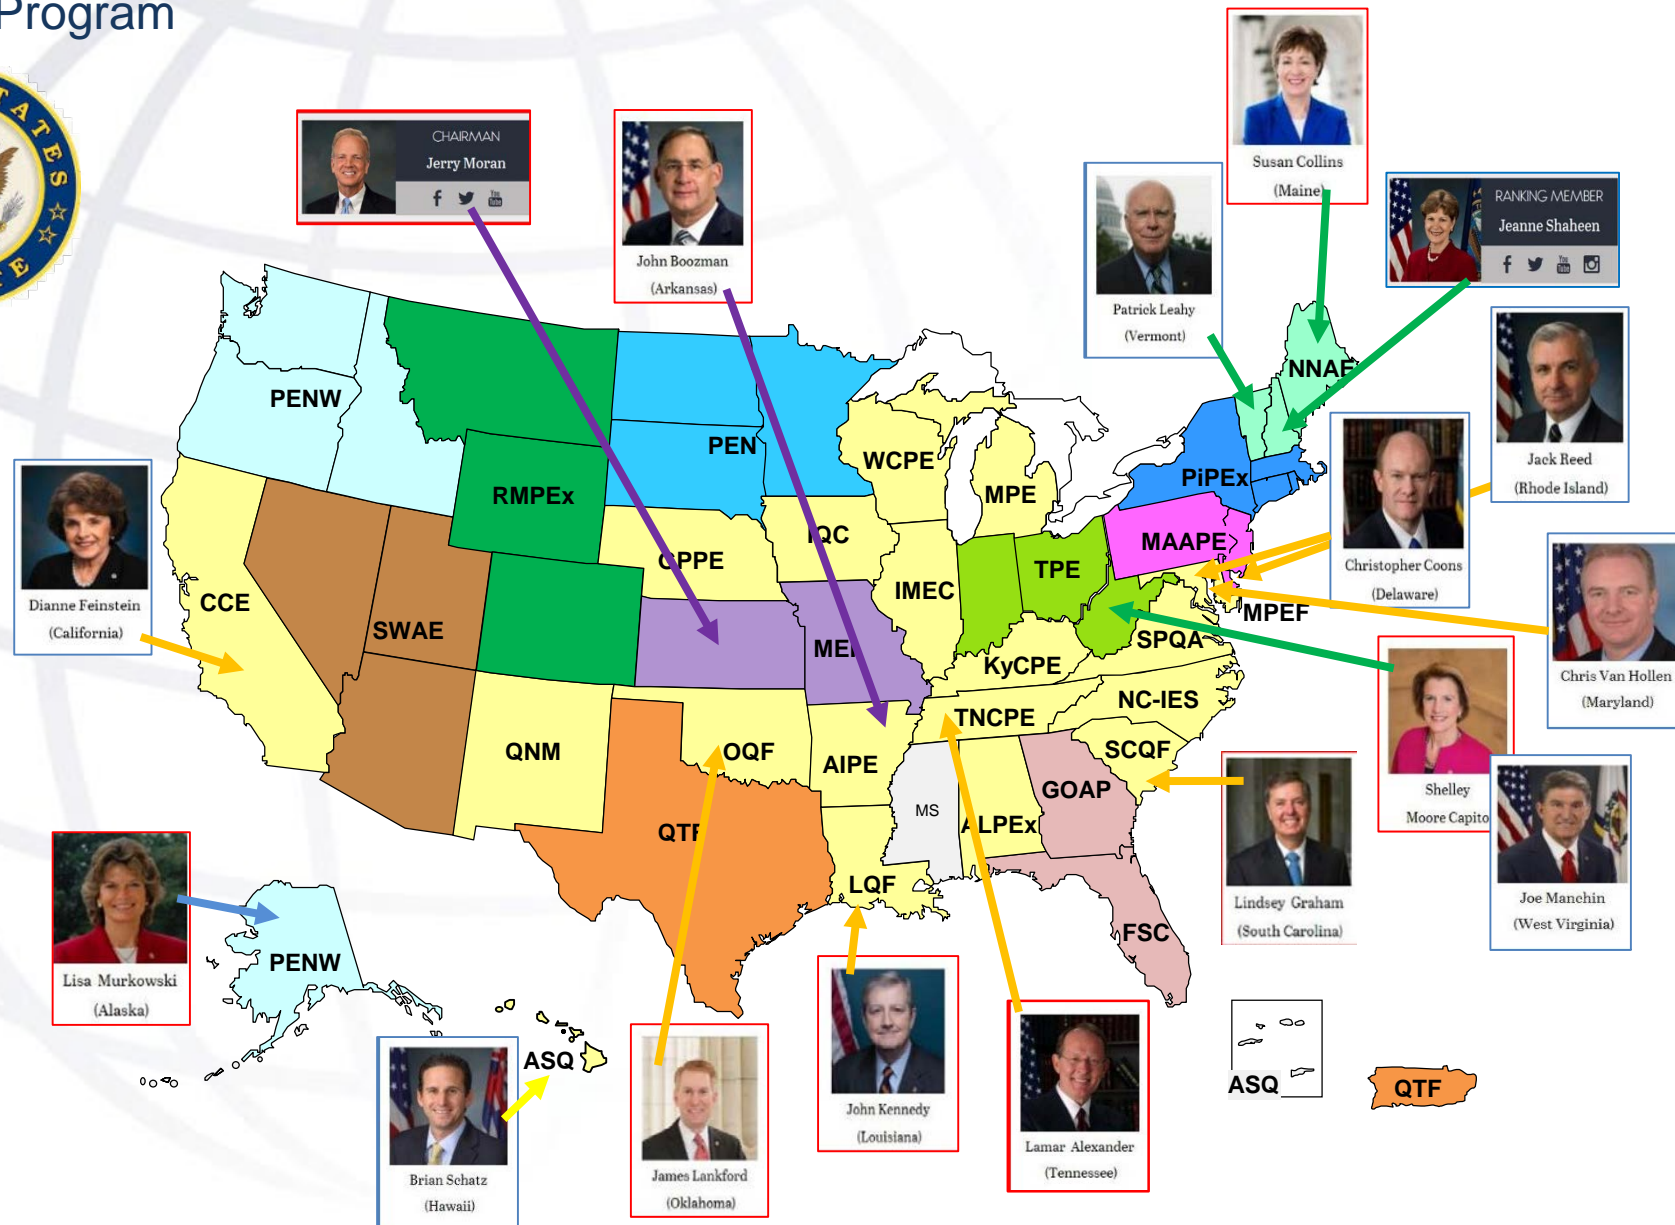 Program
TATES
TE
CHAIRMAN
Jerry Moran
John Boozman
(Arkansas)
Susan Collins
(Maine)
Patrick Leahy
(Vermont)
RANKING MEMBER
Jeanne Shaheen
Jack Reed
(Rhode Island)
Christopher Coons
(Delaware)
Chris Van Hollen
(Maryland)
Shelley
Moore Capito
Joe Manchin
(West Virginia)
Lindsey Graham
(South Carolina)
Dianne Feinstein
(California)
Lisa Murkowski
(Alaska)
Brian Schatz
(Hawaii)
James Lankford
(Oklahoma)
John Kennedy
(Louisiana)
Lamar Alexander
(Tennessee)
PENW
RMPEx
PEN
WCPE
MPE
NNAF
PiPEx
MAAPE
MPEF
CCE
SWAE
GPPE
IQC
IMEC
TPE
SPQA
KyCPE
NC-IES
TNCPE
SCQF
QNM
OQF
AIPE
GOAP
MS
ALPEx
QTF
LQF
FSC
PENW
ASQ
ASQ
QTF